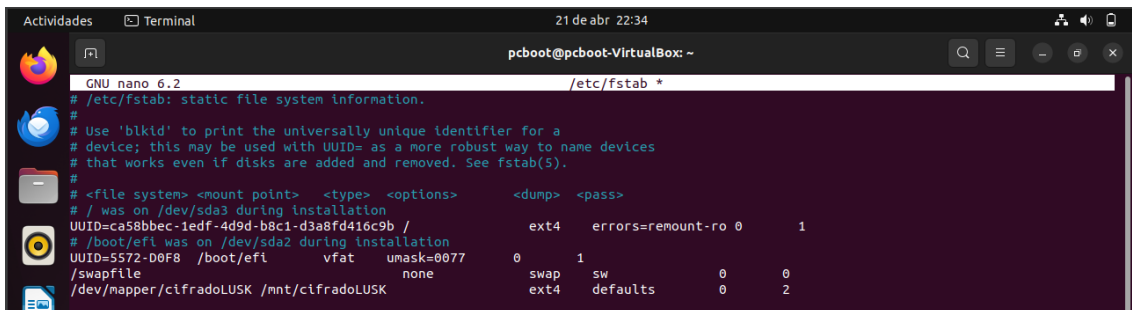 Actividades Terminal 21 de abr 22:34
pcboot@pcboot-VirtualBox: ~
GNU nano 6.2 /etc/fstab *
# /etc/fstab: static file system information.
#
# Use 'blkid' to print the universally unique identifier for a
# device; this may be used with UUID= as a more robust way to name devices
# that works even if disks are added and removed. See fstab(5).
#
# <file system> <mount point>   <type>  <options>       <dump>  <pass>
# / was on /dev/sda3 during installation
UUID=ca58bbec-1edf-4d9d-b8c1-d3a8fd416c9b /               ext4    errors=remount-ro 0       1
# /boot/efi was on /dev/sda2 during installation
UUID=5572-D0F8  /boot/efi       vfat    umask=0077      0       1
/swapfile                                 none            swap    sw              0       0
/dev/mapper/cifradoLUSK /mnt/cifradoLUSK                  ext4    defaults        0       2